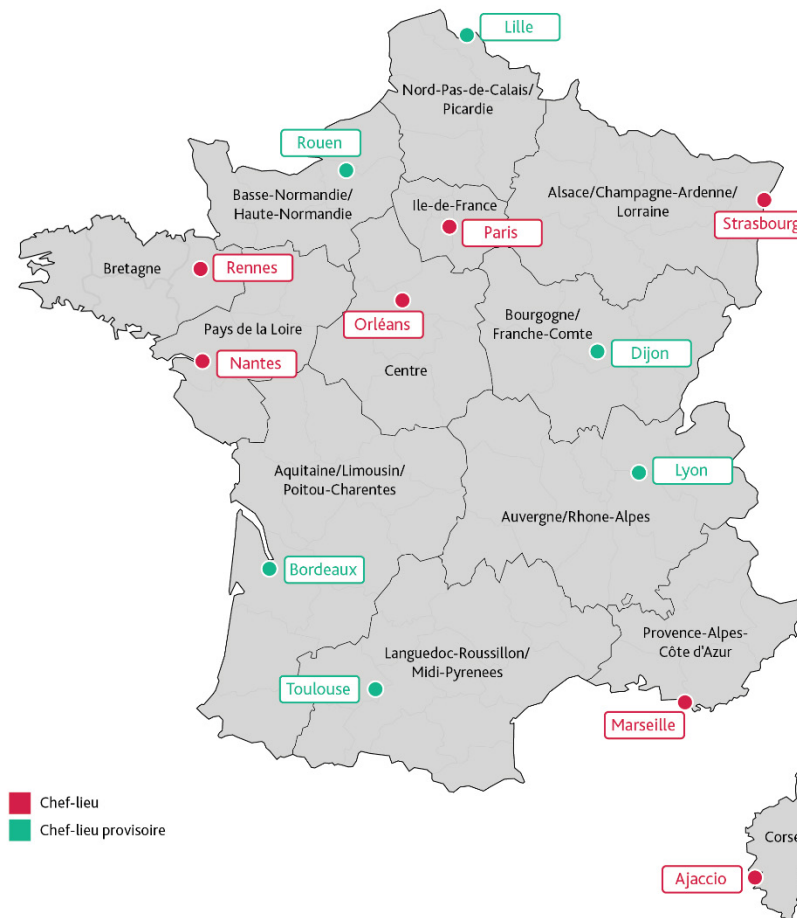 Lille
Nord-Pas-de-Calais/
Picardie
Rouen
Basse-Normandie/
Haute-Normandie
Ile-de-France
Paris
Alsace/Champagne-Ardenne/
Lorraine
Strasbourg
Bretagne
Rennes
Pays de la Loire
Nantes
Orléans
Centre
Bourgogne/
Franche-Comte
Dijon
Aquitaine/Limousin/
Poitou-Charentes
Lyon
Auvergne/Rhone-Alpes
Bordeaux
Languedoc-Roussillon/
Midi-Pyrenees
Toulouse
Provence-Alpes-
Côte d'Azur
Marseille
Chef-lieu
Chef-lieu provisoire
Corse
Ajaccio